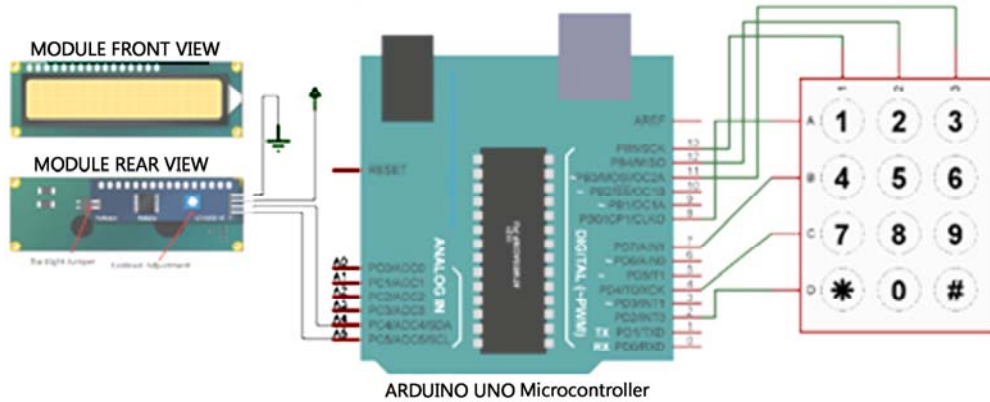 MODULE FRONT VIEW
MODULE REAR VIEW
RESET
A0
A1
A2
A3
A4
A5
PC0/ADC0
PC1/ADC1
PC2/ADC2
PC3/ADC3
PC4/ADC4/SDA
PC5/ADC5/SCL
ANALOG IN
AREF
PB5/SCK 13
PB4/MISO 12
PB3/MOSI/OC2A 11
PB2/SS/OC1B 10
PB1/OC1A 9
PB0/ICP1/CLKO 8
PD7/AIN1 7
PD6/AIN0 6
PD5/T1 5
PD4/T0/XCK 4
PD3/INT1 3
PD2/INT0 2
TX PD1/TXD 1
RX PD0/RXD 0
DIGITAL (~PWM)
1 2 3
A 1 2 3
B 4 5 6
C 7 8 9
D * 0 #
ARDUINO UNO Microcontroller